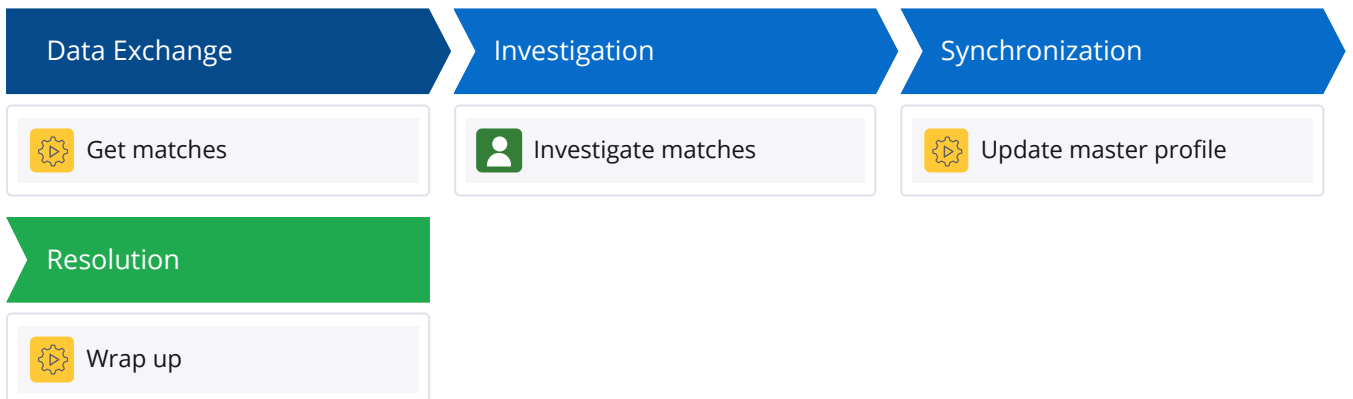 Data Exchange
Investigation
Synchronization
Get matches
Investigate matches
Update master profile
Resolution
Wrap up